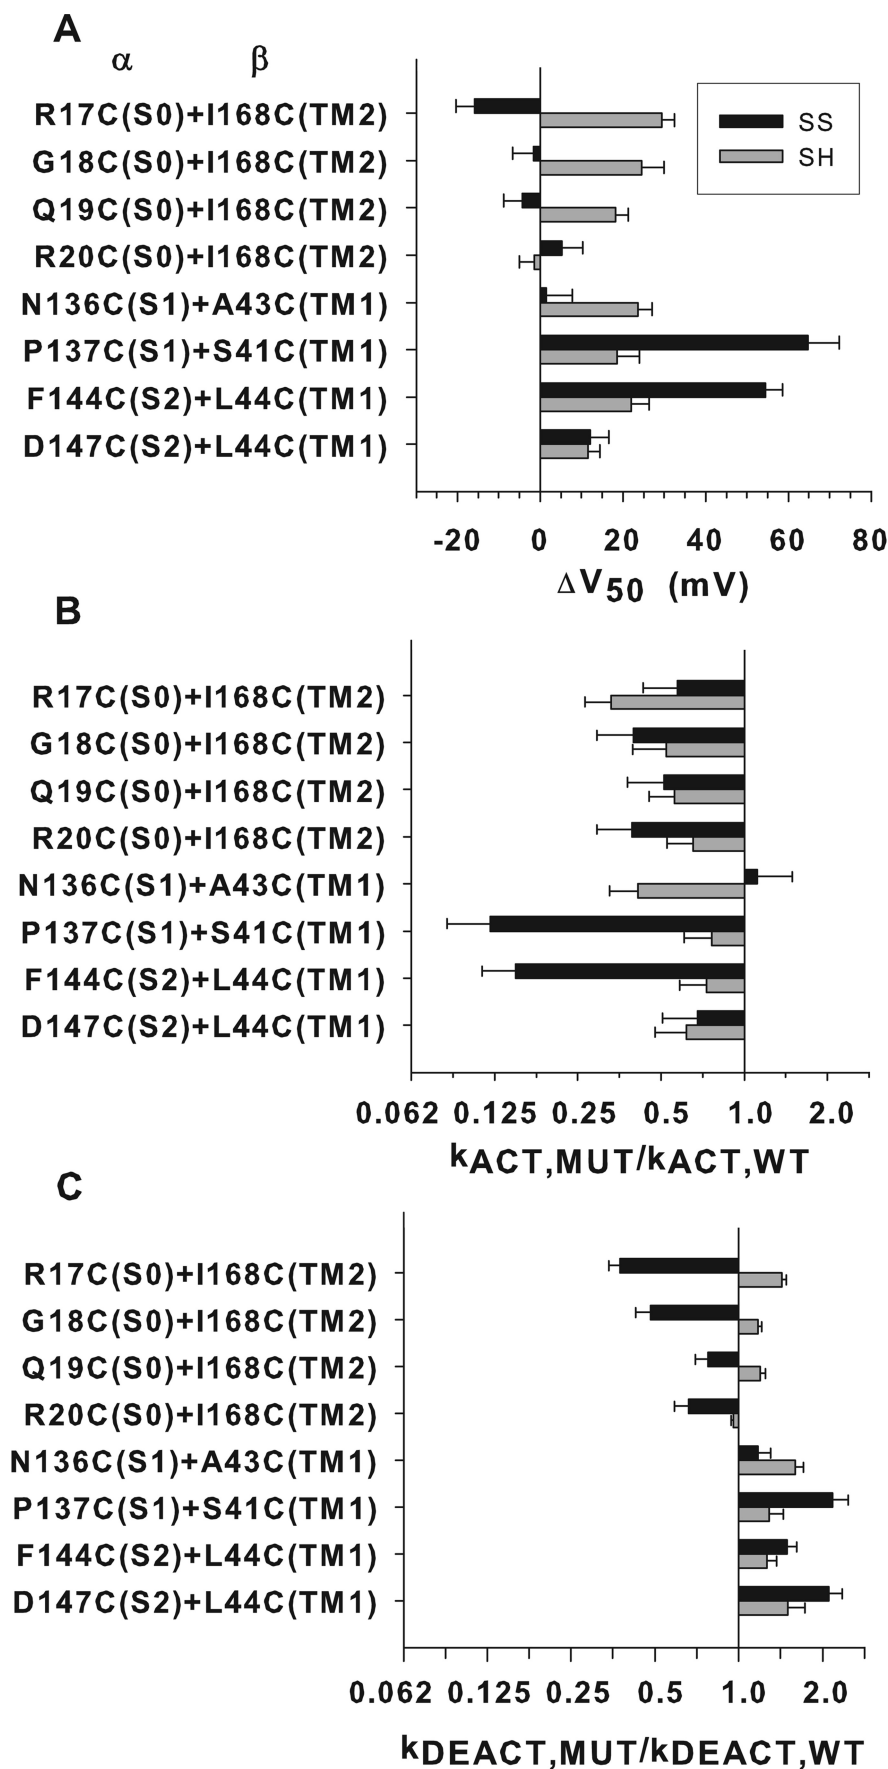 A
α β
R17C(S0)+I168C(TM2)
G18C(S0)+I168C(TM2)
Q19C(S0)+I168C(TM2)
R20C(S0)+I168C(TM2)
N136C(S1)+A43C(TM1)
P137C(S1)+S41C(TM1)
F144C(S2)+L44C(TM1)
D147C(S2)+L44C(TM1)
SS
SH
-20 0 20 40 60 80
ΔV50 (mV)
B
R17C(S0)+I168C(TM2)
G18C(S0)+I168C(TM2)
Q19C(S0)+I168C(TM2)
R20C(S0)+I168C(TM2)
N136C(S1)+A43C(TM1)
P137C(S1)+S41C(TM1)
F144C(S2)+L44C(TM1)
D147C(S2)+L44C(TM1)
0.062 0.125 0.25 0.5 1.0 2.0
kACT,MUT/kACT,WT
C
R17C(S0)+I168C(TM2)
G18C(S0)+I168C(TM2)
Q19C(S0)+I168C(TM2)
R20C(S0)+I168C(TM2)
N136C(S1)+A43C(TM1)
P137C(S1)+S41C(TM1)
F144C(S2)+L44C(TM1)
D147C(S2)+L44C(TM1)
0.062 0.125 0.25 0.5 1.0 2.0
kDEACT,MUT/kDEACT,WT